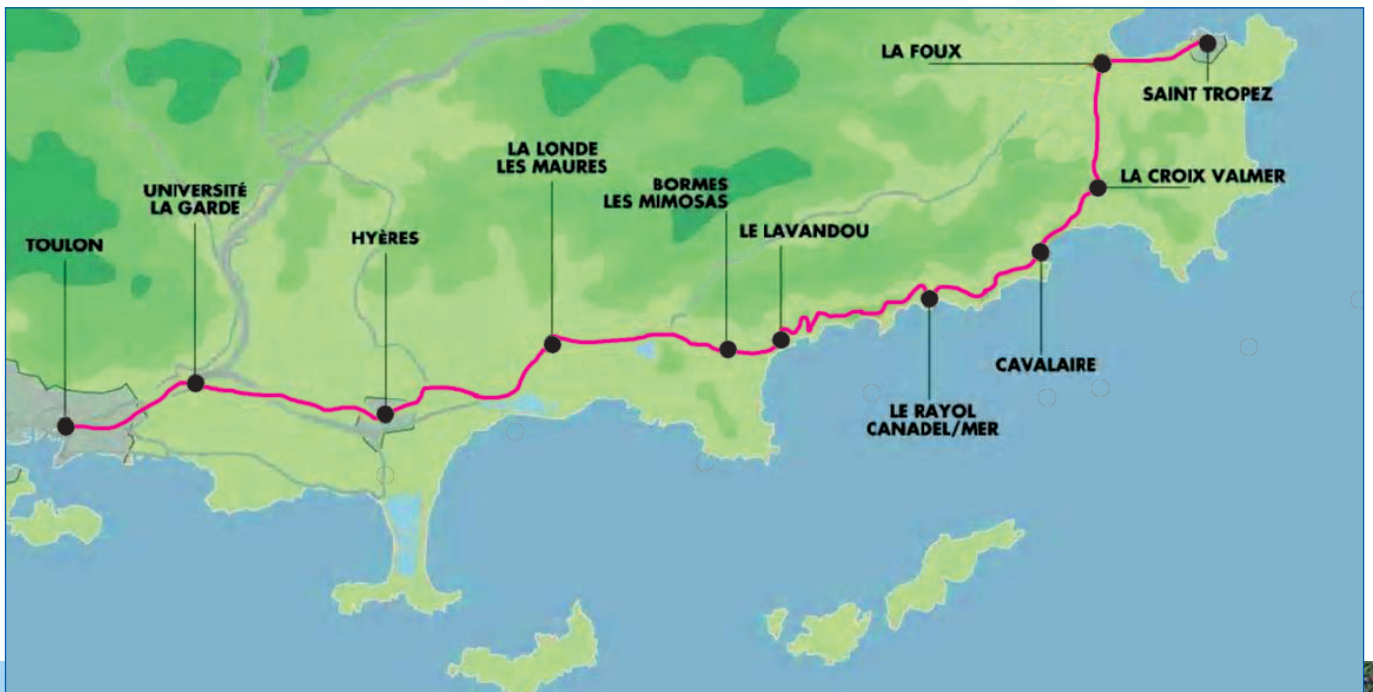 TOULON
UNIVERSITÉ
LA GARDE
HYÈRES
LA LONDE
LES MAURES
BORMES
LES MIMOSAS
LE LAVANDOU
LE RAYOL
CANADEL/MER
CAVALAIRE
LA CROIX VALMER
LA FOUX
SAINT TROPEZ